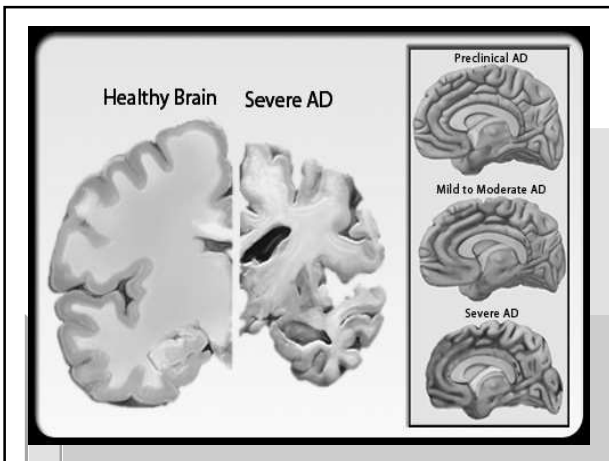 Healthy Brain
Severe AD
Preclinical AD
Mild to Moderate AD
Severe AD